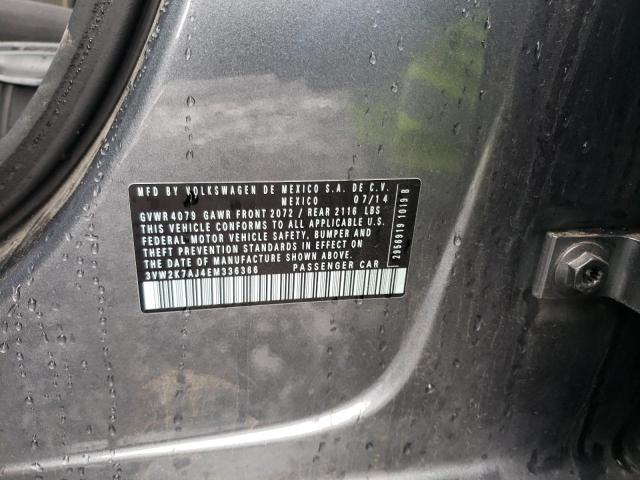 MFD BY VOLKSWAGEN DE MEXICO S.A. DE C.V.
MEXICO 07/14
GVWR 4079 GAWR FRONT 2072 / REAR 2116 LBS
THIS VEHICLE CONFORMS TO ALL APPLICABLE U.S.
FEDERAL MOTOR VEHICLE SAFETY, BUMPER AND
THEFT PREVENTION STANDARDS IN EFFECT ON
THE DATE OF MANUFACTURE SHOWN ABOVE.
3VW2K7AJ4EM336366 PASSENGER CAR
2956919 1019 B